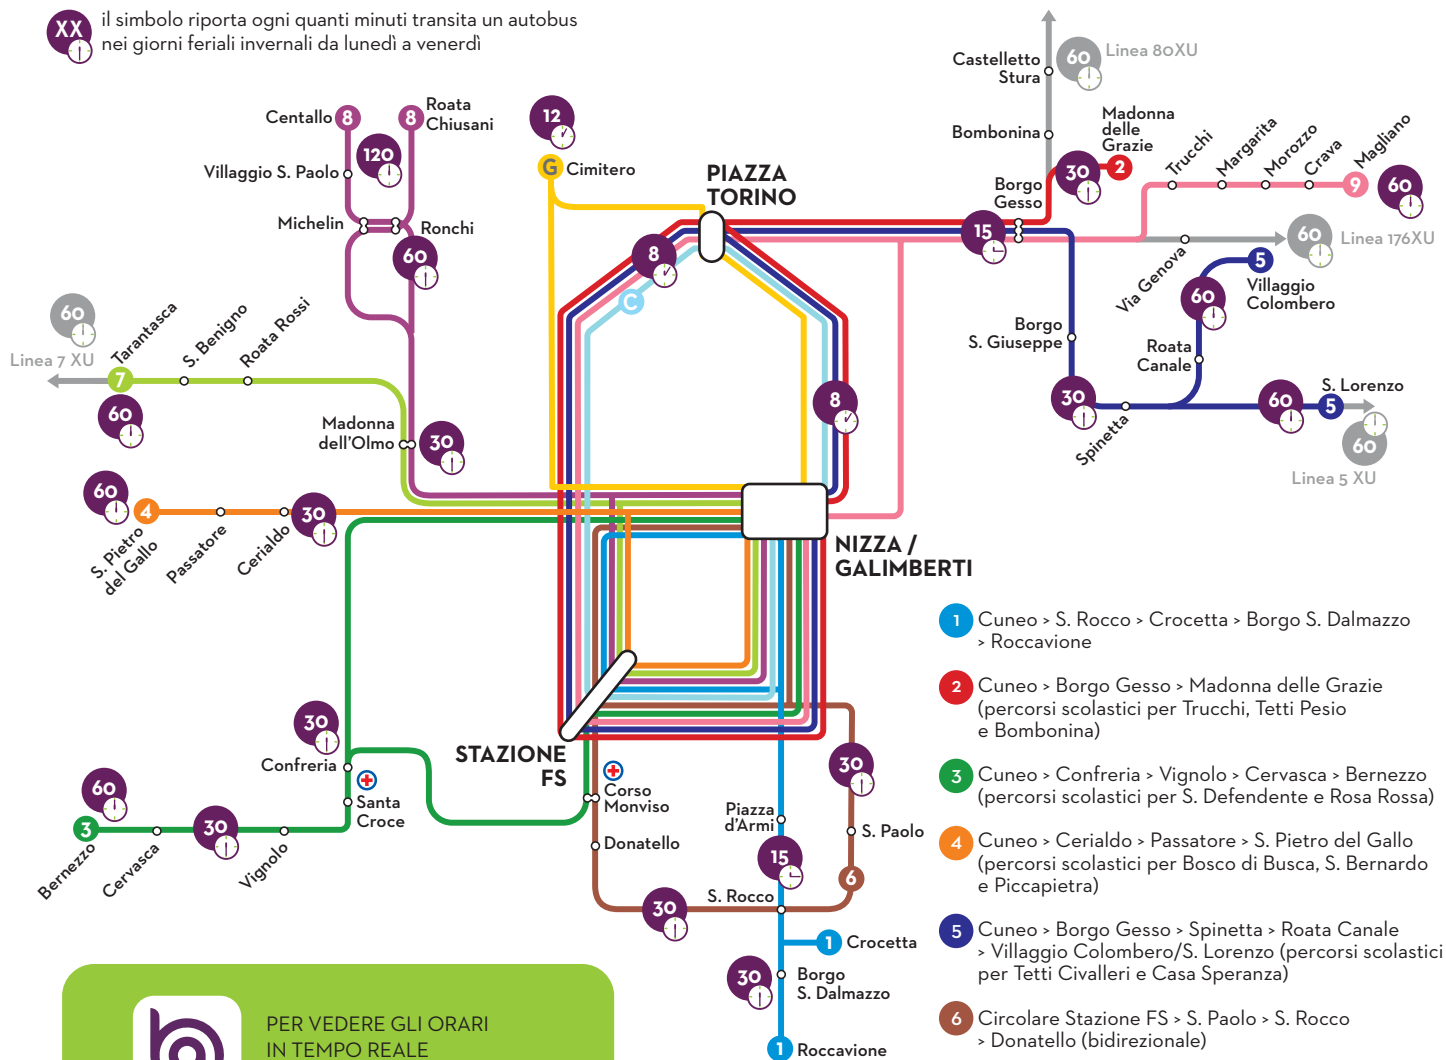 XX
il simbolo riporta ogni quanti minuti transita un autobus
nei giorni feriali invernali da lunedì a venerdì
Castelletto
Stura
60
Linea 80XU
Bombonina
Madonna
delle
Grazie
2
30
Borgo
Gesso
15
Trucchi
Margarita
Morozzo
Crava
Magliano
9
60
60
Linea 176XU
Via Genova
Centallo
8
8
Roata
Chiusani
120
Villaggio S. Paolo
Michelin
Ronchi
60
12
G
Cimitero
PIAZZA
TORINO
8
C
8
5
Villaggio
Colombero
60
Borgo
S. Giuseppe
Roata
Canale
30
Spinetta
60
S. Lorenzo
5
60
Linea 5 XU
60
Linea 7 XU
Tarantasca
S. Benigno
Roata Rossi
7
60
Madonna
dell'Olmo
30
60
4
S. Pietro
del Gallo
Passatore
Cerialdo
30
NIZZA /
GALIMBERTI
STAZIONE
FS
30
Confreria
Santa
Croce
60
3
Bernezzo
Cervasca
30
Vignolo
Corso
Monviso
Donatello
30
Piazza
d'Armi
15
S. Rocco
30
S. Paolo
6
1
Crocetta
30
Borgo
S. Dalmazzo
1
Roccavione
1
Cuneo > S. Rocco > Crocetta > Borgo S. Dalmazzo
> Roccavione
2
Cuneo > Borgo Gesso > Madonna delle Grazie
(percorsi scolastici per Trucchi, Tetti Pesio
e Bombonina)
3
Cuneo > Confreria > Vignolo > Cervasca > Bernezzo
(percorsi scolastici per S. Defendente e Rosa Rossa)
4
Cuneo > Cerialdo > Passatore > S. Pietro del Gallo
(percorsi scolastici per Bosco di Busca, S. Bernardo
e Piccapietra)
5
Cuneo > Borgo Gesso > Spinetta > Roata Canale
> Villaggio Colombero/S. Lorenzo (percorsi scolastici
per Tetti Civalleri e Casa Speranza)
6
Circolare Stazione FS > S. Paolo > S. Rocco
> Donatello (bidirezionale)
PER VEDERE GLI ORARI
IN TEMPO REALE